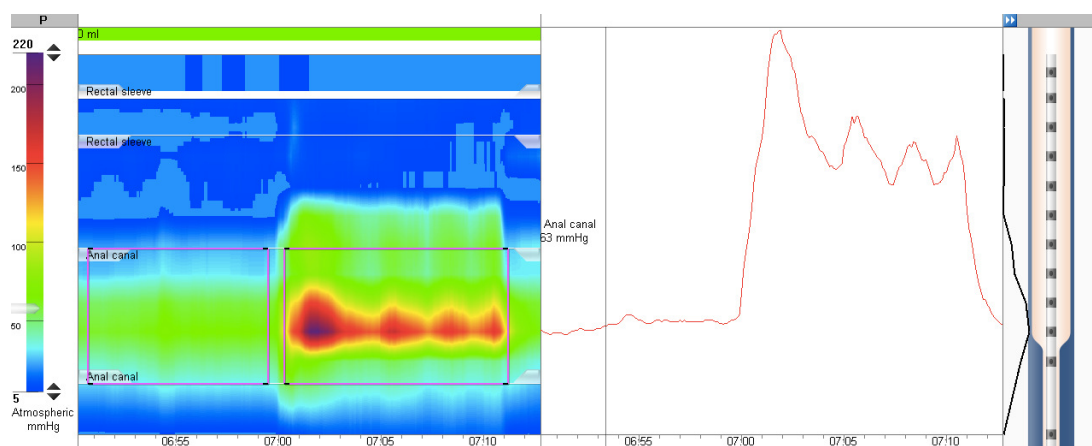 P
220
200
150
100
50
5
Atmospheric
mmHg
0 ml
Rectal sleeve
Rectal sleeve
Anal canal
Anal canal
06:55
07:00
07:05
07:10
Anal canal
63 mmHg
06:55
07:00
07:05
07:10